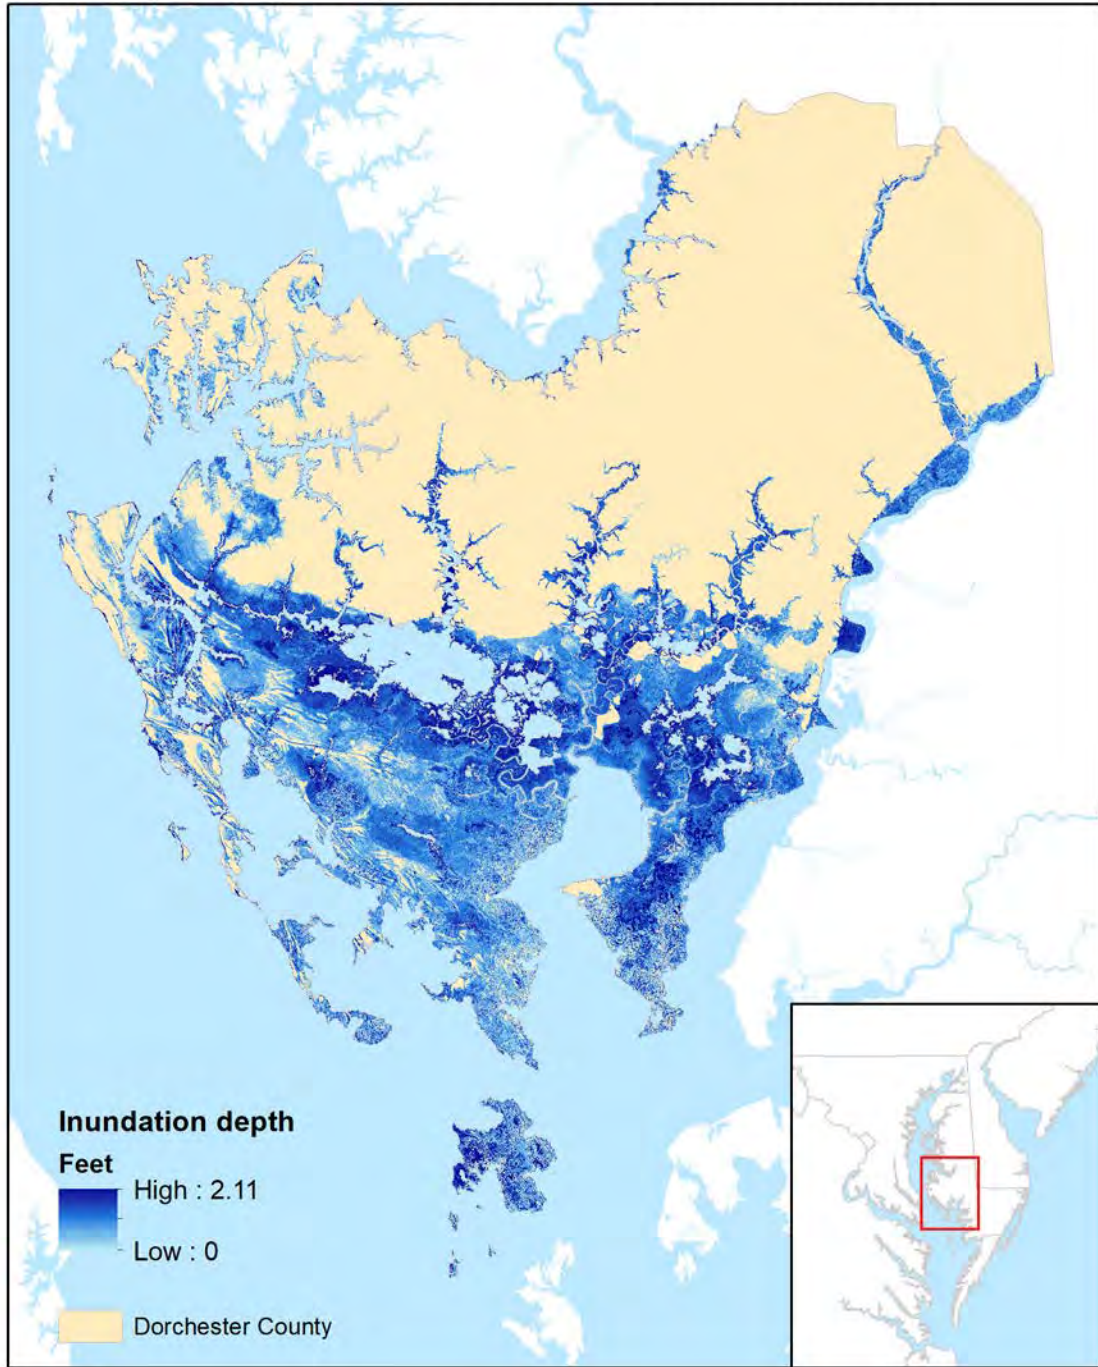 Inundation depth
Feet
High : 2.11
Low : 0
Dorchester County